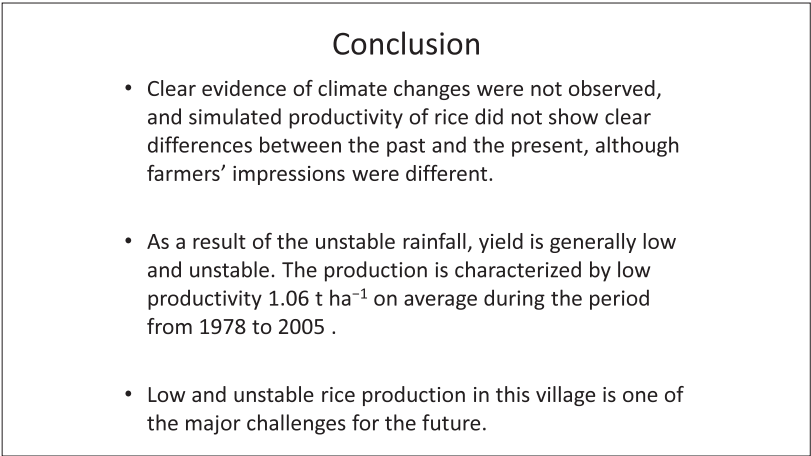 Conclusion
• Clear evidence of climate changes were not observed,
and simulated productivity of rice did not show clear
differences between the past and the present, although
farmers’ impressions were different.
• As a result of the unstable rainfall, yield is generally low
and unstable. The production is characterized by low
productivity 1.06 t ha⁻¹ on average during the period
from 1978 to 2005 .
• Low and unstable rice production in this village is one of
the major challenges for the future.